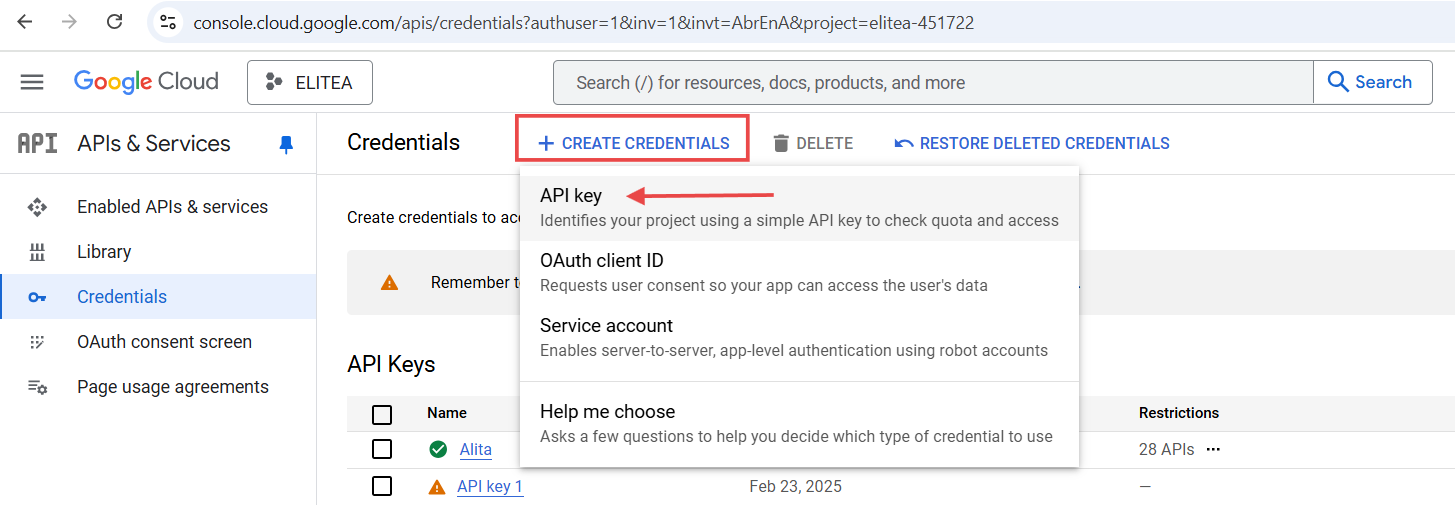 console.cloud.google.com/apis/credentials?authuser=1&inv=1&invt=AbrEnA&project=elitea-451722
Google Cloud
ELITEA
Search (/) for resources, docs, products, and more
Search
API
APIs & Services
Credentials
CREATE CREDENTIALS
DELETE
RESTORE DELETED CREDENTIALS
Enabled APIs & services
Library
Credentials
OAuth consent screen
Page usage agreements
Create credentials to
Remember
API key
Identifies your project using a simple API key to check quota and access
OAuth client ID
Requests user consent so your app can access the user's data
Service account
Enables server-to-server, app-level authentication using robot accounts
Help me choose
Asks a few questions to help you decide which type of credential to use
API Keys
Name
Restrictions
Alita
28 APIs ···
API key 1
Feb 23, 2025
—